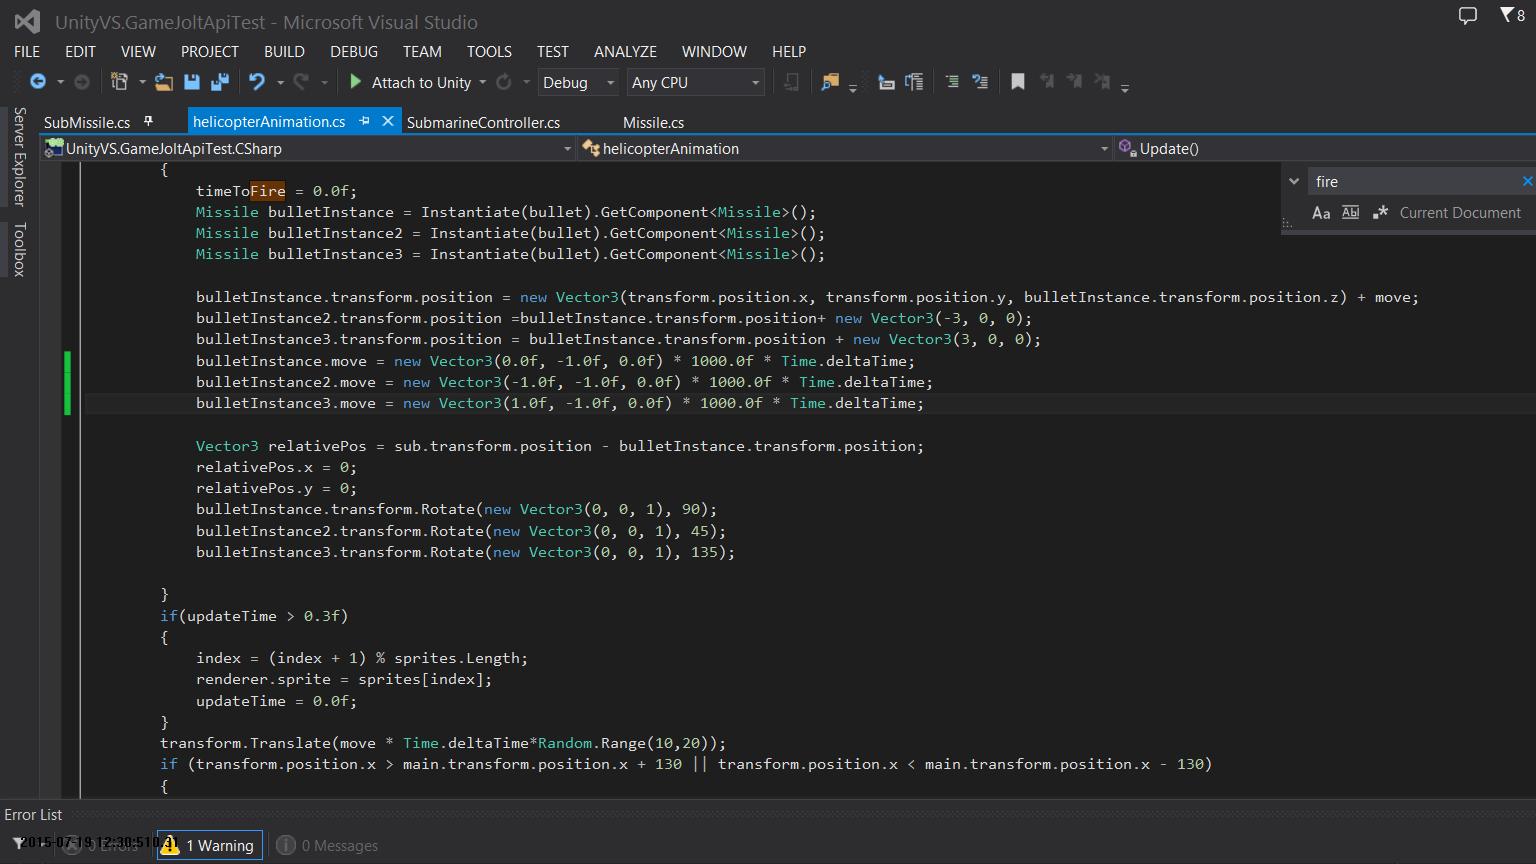 UnityVS.GameJoltApiTest - Microsoft Visual Studio
8
FILE EDIT VIEW PROJECT BUILD DEBUG TEAM TOOLS TEST ANALYZE WINDOW HELP
Attach to Unity Debug Any CPU
Server Explorer
Toolbox
SubMissile.cs helicopterAnimation.cs SubmarineController.cs Missile.cs
UnityVS.GameJoltApiTest.CSharp helicopterAnimation Update()
fire
Aa Abl .* Current Document
{
timeToFire = 0.0f;
Missile bulletInstance = Instantiate(bullet).GetComponent<Missile>();
Missile bulletInstance2 = Instantiate(bullet).GetComponent<Missile>();
Missile bulletInstance3 = Instantiate(bullet).GetComponent<Missile>();
bulletInstance.transform.position = new Vector3(transform.position.x, transform.position.y, bulletInstance.transform.position.z) + move;
bulletInstance2.transform.position =bulletInstance.transform.position+ new Vector3(-3, 0, 0);
bulletInstance3.transform.position = bulletInstance.transform.position + new Vector3(3, 0, 0);
bulletInstance.move = new Vector3(0.0f, -1.0f, 0.0f) * 1000.0f * Time.deltaTime;
bulletInstance2.move = new Vector3(-1.0f, -1.0f, 0.0f) * 1000.0f * Time.deltaTime;
bulletInstance3.move = new Vector3(1.0f, -1.0f, 0.0f) * 1000.0f * Time.deltaTime;
Vector3 relativePos = sub.transform.position - bulletInstance.transform.position;
relativePos.x = 0;
relativePos.y = 0;
bulletInstance.transform.Rotate(new Vector3(0, 0, 1), 90);
bulletInstance2.transform.Rotate(new Vector3(0, 0, 1), 45);
bulletInstance3.transform.Rotate(new Vector3(0, 0, 1), 135);
}
if(updateTime > 0.3f)
{
index = (index + 1) % sprites.Length;
renderer.sprite = sprites[index];
updateTime = 0.0f;
}
transform.Translate(move * Time.deltaTime*Random.Range(10,20));
if (transform.position.x > main.transform.position.x + 130 || transform.position.x < main.transform.position.x - 130)
{
Error List
0 Errors 1 Warning 0 Messages
2015-07-19 12:30:51